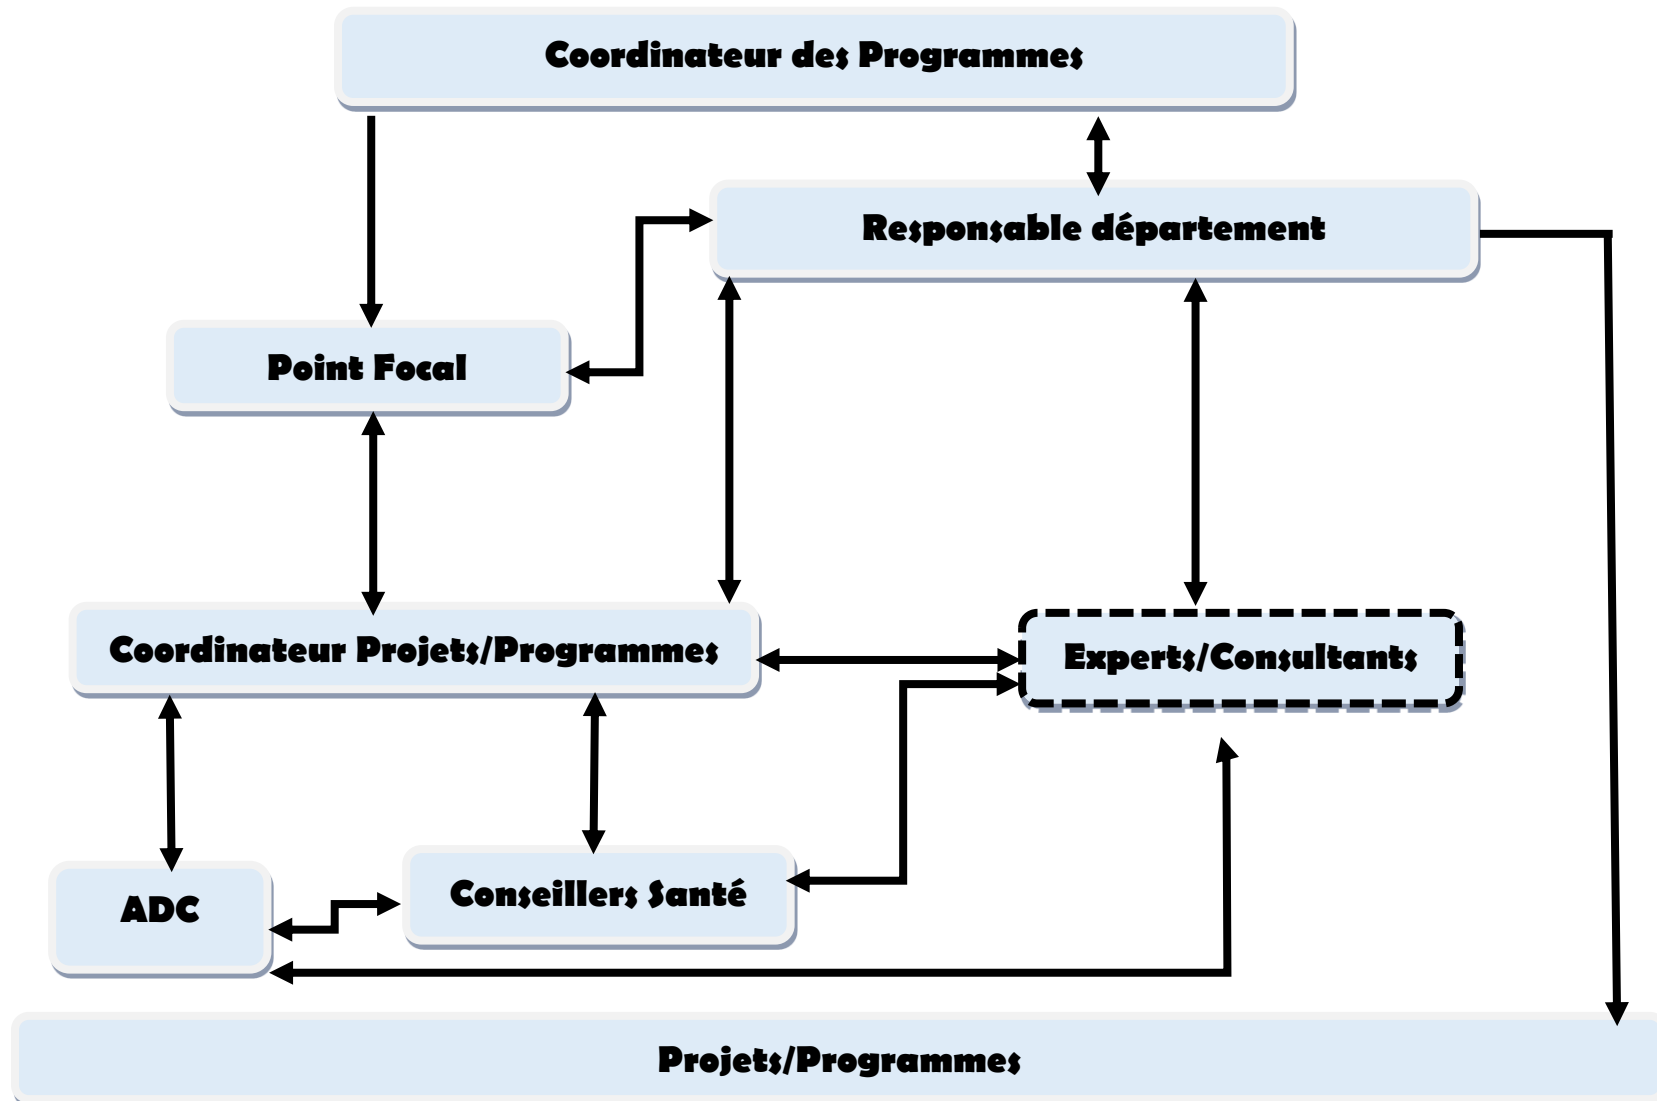 Coordinateur des Programmes
Responsable département
Point Focal
Coordinateur Projets/Programmes
Experts/Consultants
Conseillers Santé
ADC
Projets/Programmes